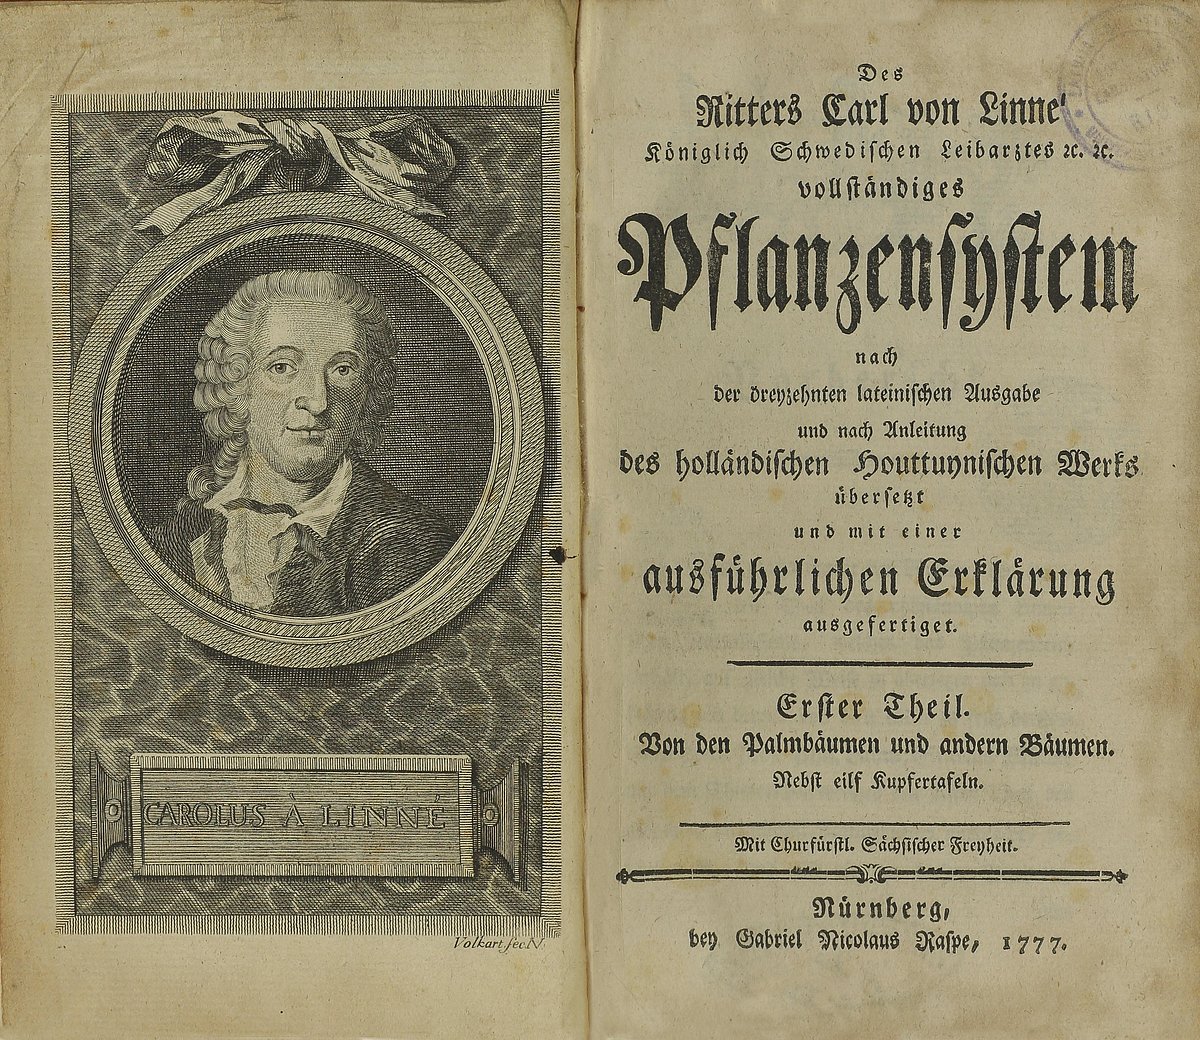 CAROLUS À LINNÉ
Volkart fec. N.
Des
Ritters Carl von Linné
Königlich Schwedischen Leibarztes ꝛc. ꝛc.
vollſtändiges
Pflanzenſyſtem
nach
der dreyzehnten lateiniſchen Ausgabe
und nach Anleitung
des holländiſchen Houttuyniſchen Werks
überſetzt
und mit einer
ausführlichen Erklärung
ausgefertiget.
Erſter Theil.
Von den Palmbäumen und andern Bäumen.
Nebſt eilf Kupfertafeln.
Mit Churfürſtl. Sächſiſcher Freyheit.
Nürnberg,
bey Gabriel Nicolaus Raſpe, 1777.